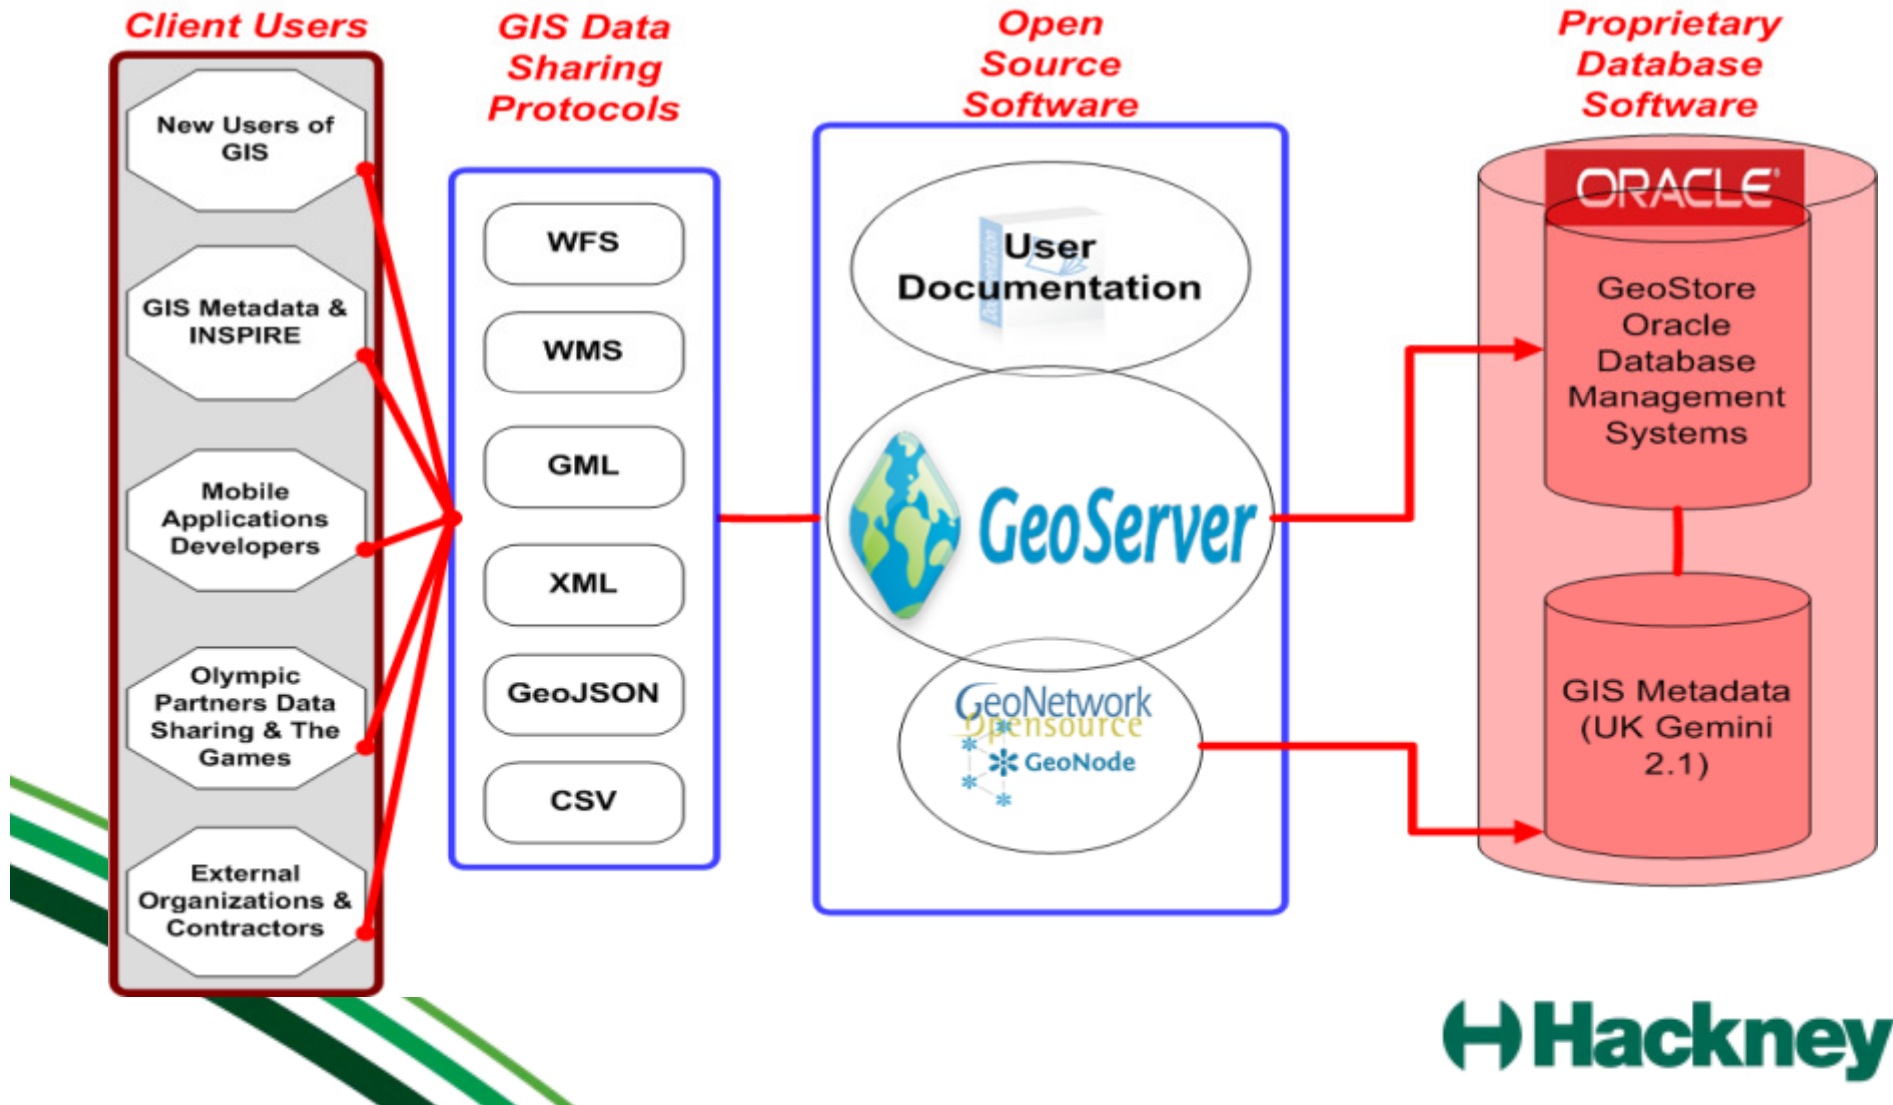 Client Users
New Users of
GIS
GIS Metadata &
INSPIRE
Mobile
Applications
Developers
Olympic
Partners Data
Sharing & The
Games
External
Organizations &
Contractors
GIS Data
Sharing
Protocols
WFS
WMS
GML
XML
GeoJSON
CSV
Open
Source
Software
Documentation
User
Documentation
GeoServer
GeoNetwork
Opensource
GeoNode
Proprietary
Database
Software
ORACLE
GeoStore
Oracle
Database
Management
Systems
GIS Metadata
(UK Gemini
2.1)
Hackney